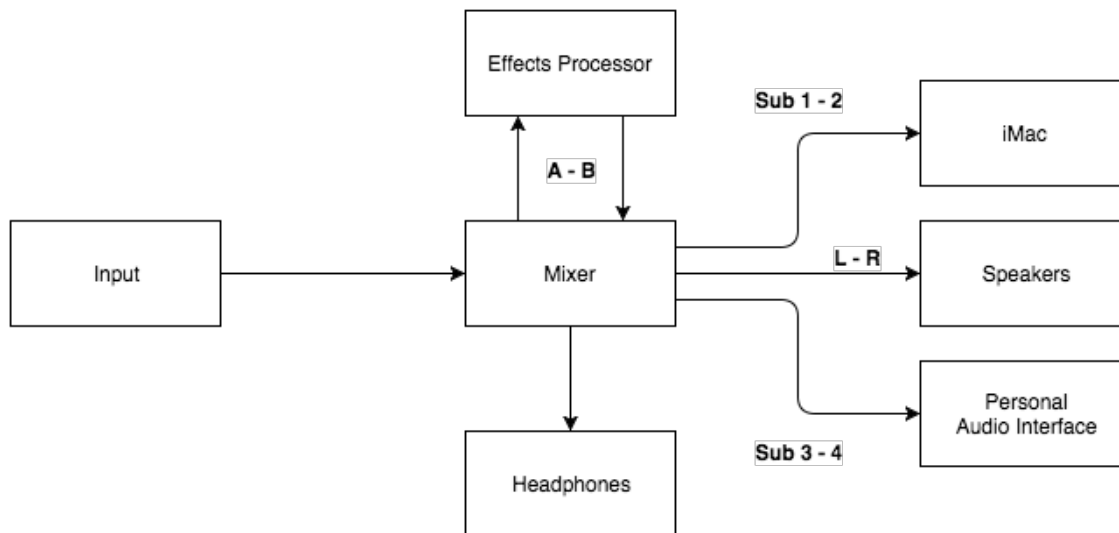 Effects Processor
Sub 1 - 2
iMac
A - B
Input
Mixer
L - R
Speakers
Personal
Audio Interface
Sub 3 - 4
Headphones